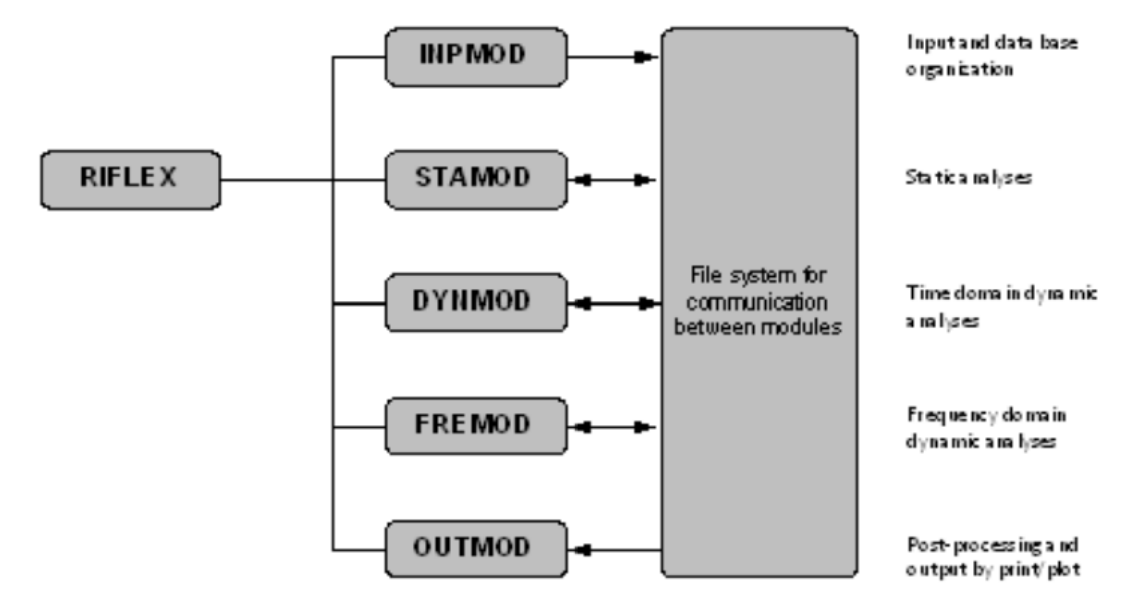 INPMOD
Input and data base
organization
RIFLEX
STAMOD
Static analyses
DYNMOD
File system for
communication
between modules
Time domain dynamic
analyses
FREMOD
Frequency domain
dynamic analyses
OUTMOD
Post-processing and
output by print/plot